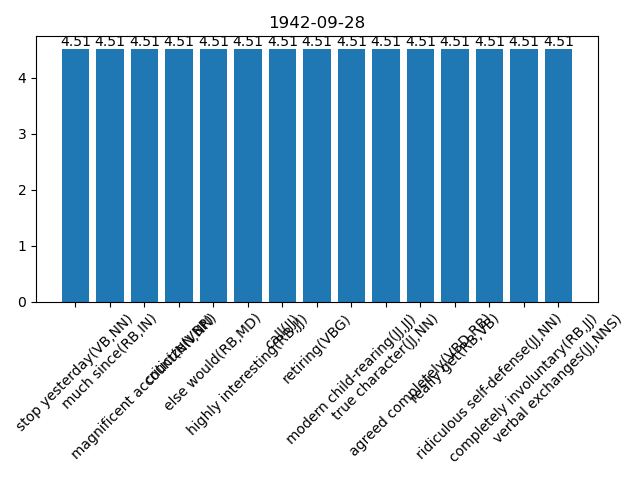 1942-09-28
4.51 4.51 4.51 4.51 4.51 4.51 4.51 4.51 4.51 4.51 4.51 4.51 4.51 4.51 4.51
4
3
2
1
0
stop yesterday(VB,NN)
much since(RB,IN)
magnificent
else would(RB,MD)
highly interesting(RB,JJ)
retiring(VBG)
modern child-rearing(JJ,JJ)
true character(JJ,NN)
agreed completely(VBD,RB)
really get(RB,VB)
ridiculous self-defense(JJ,NN)
completely involuntary(RB,JJ)
verbal exchanges(JJ,NNS)